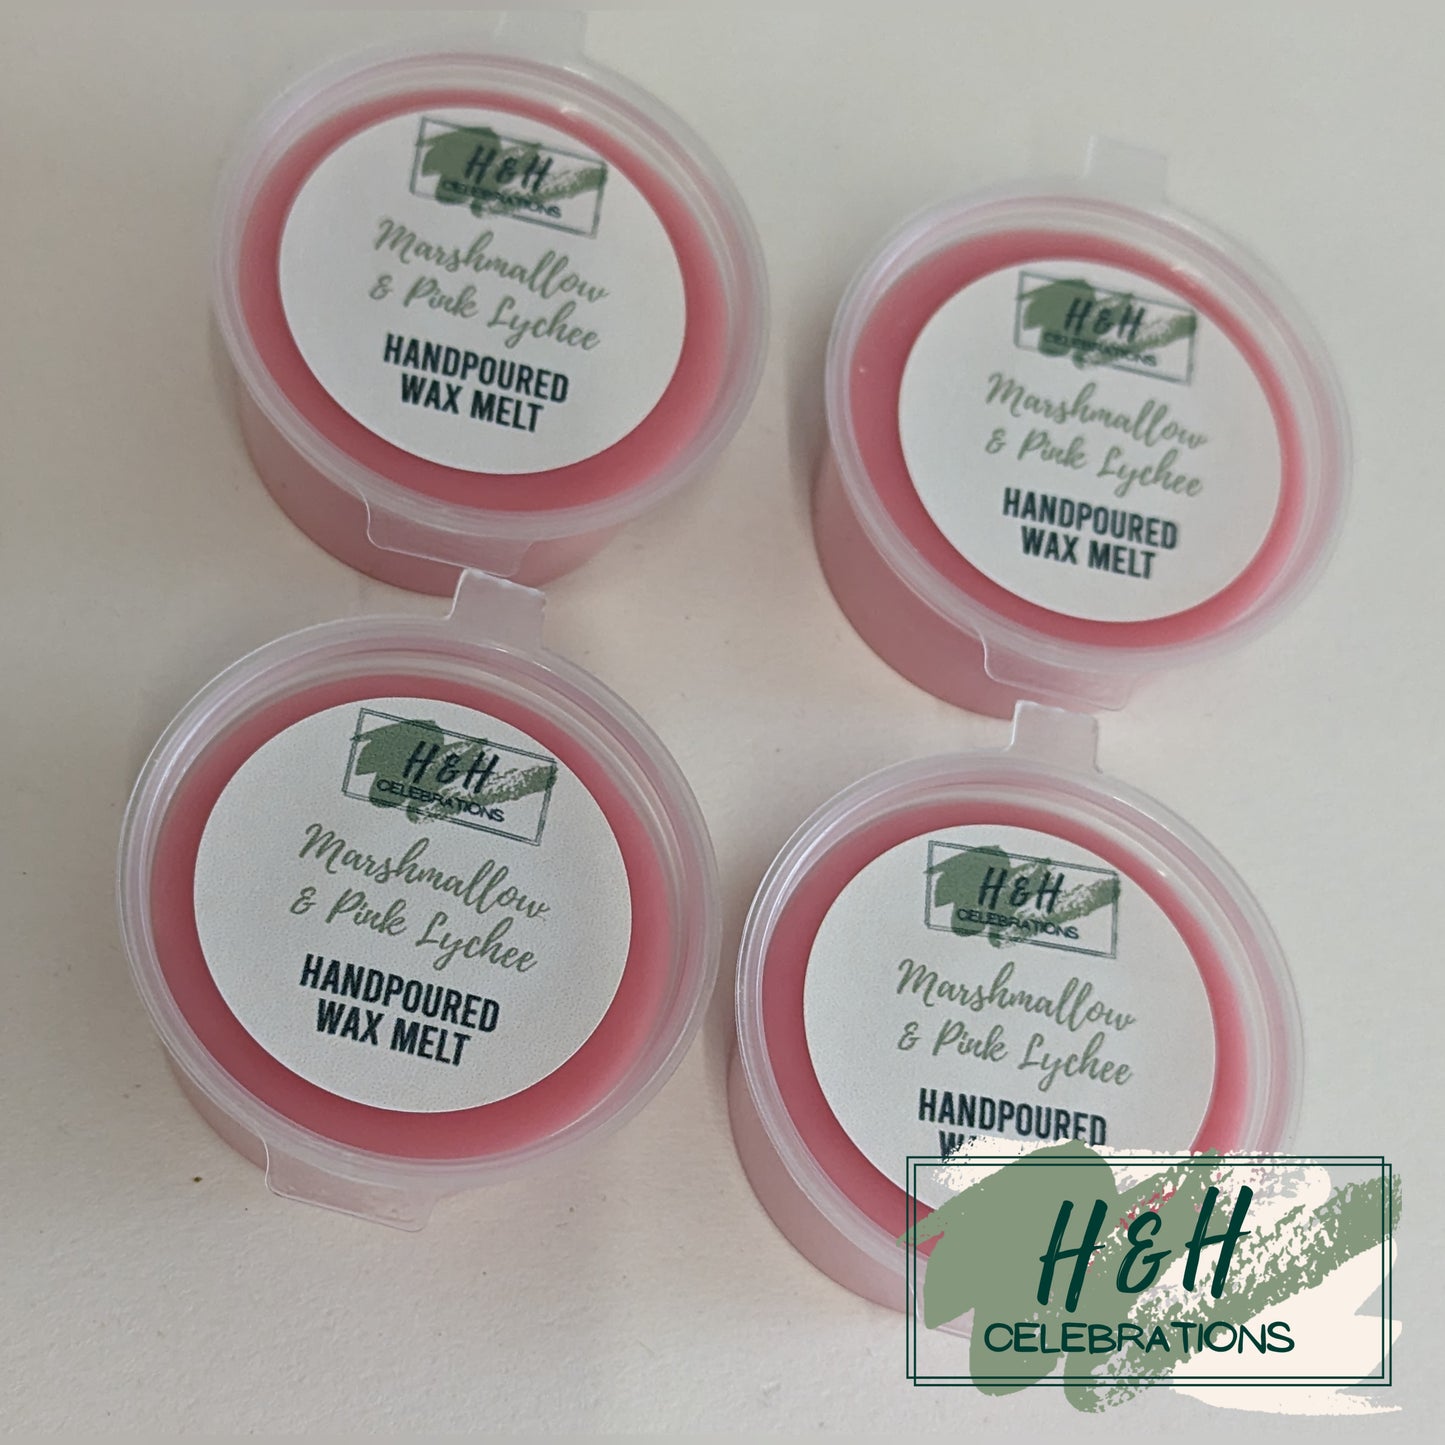 H & H
CELEBRATIONS
Marshmallow
& Pink Lychee
HANDPOURED
WAX MELT
H & H
CELEBRATIONS
Marshmallow
& Pink Lychee
HANDPOURED
WAX MELT
H & H
CELEBRATIONS
Marshmallow
& Pink Lychee
HANDPOURED
WAX MELT
H & H
CELEBRATIONS
Marshmallow
& Pink Lychee
HANDPOURED
H & H
CELEBRATIONS